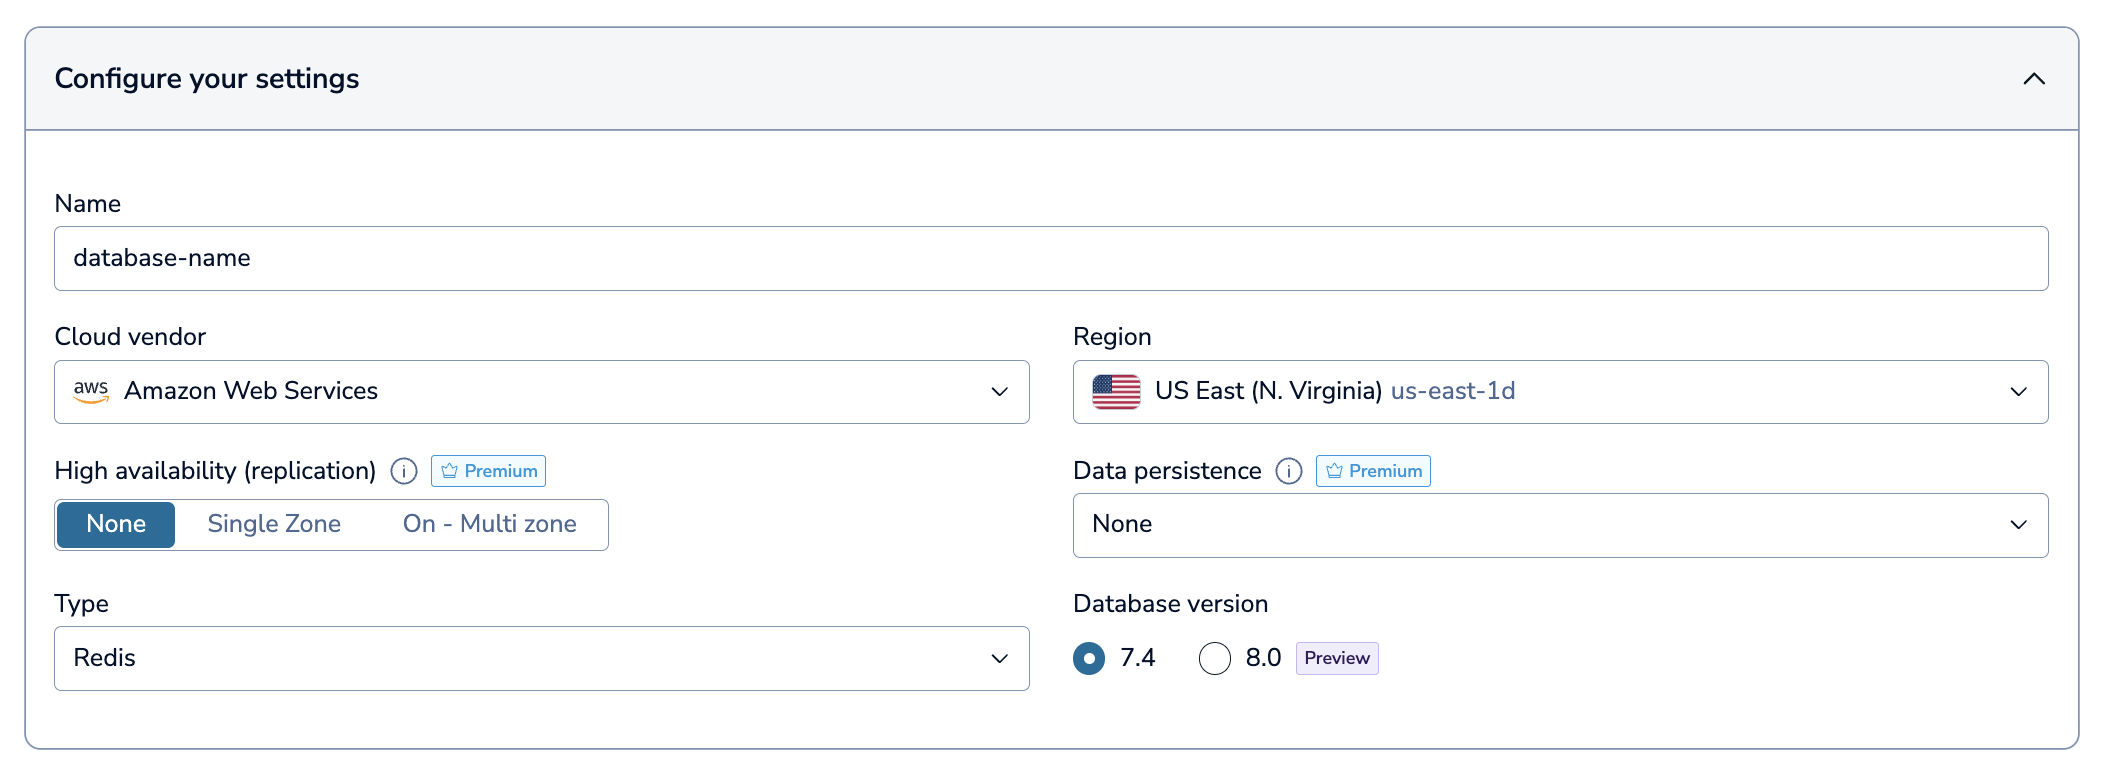 Configure your settings
Name
database-name
Cloud vendor
Region
aws Amazon Web Services
US East (N. Virginia) us-east-1d
High availability (replication) i Premium
Data persistence i Premium
None Single Zone On - Multi zone
None
Type
Database version
Redis
7.4 8.0 Preview